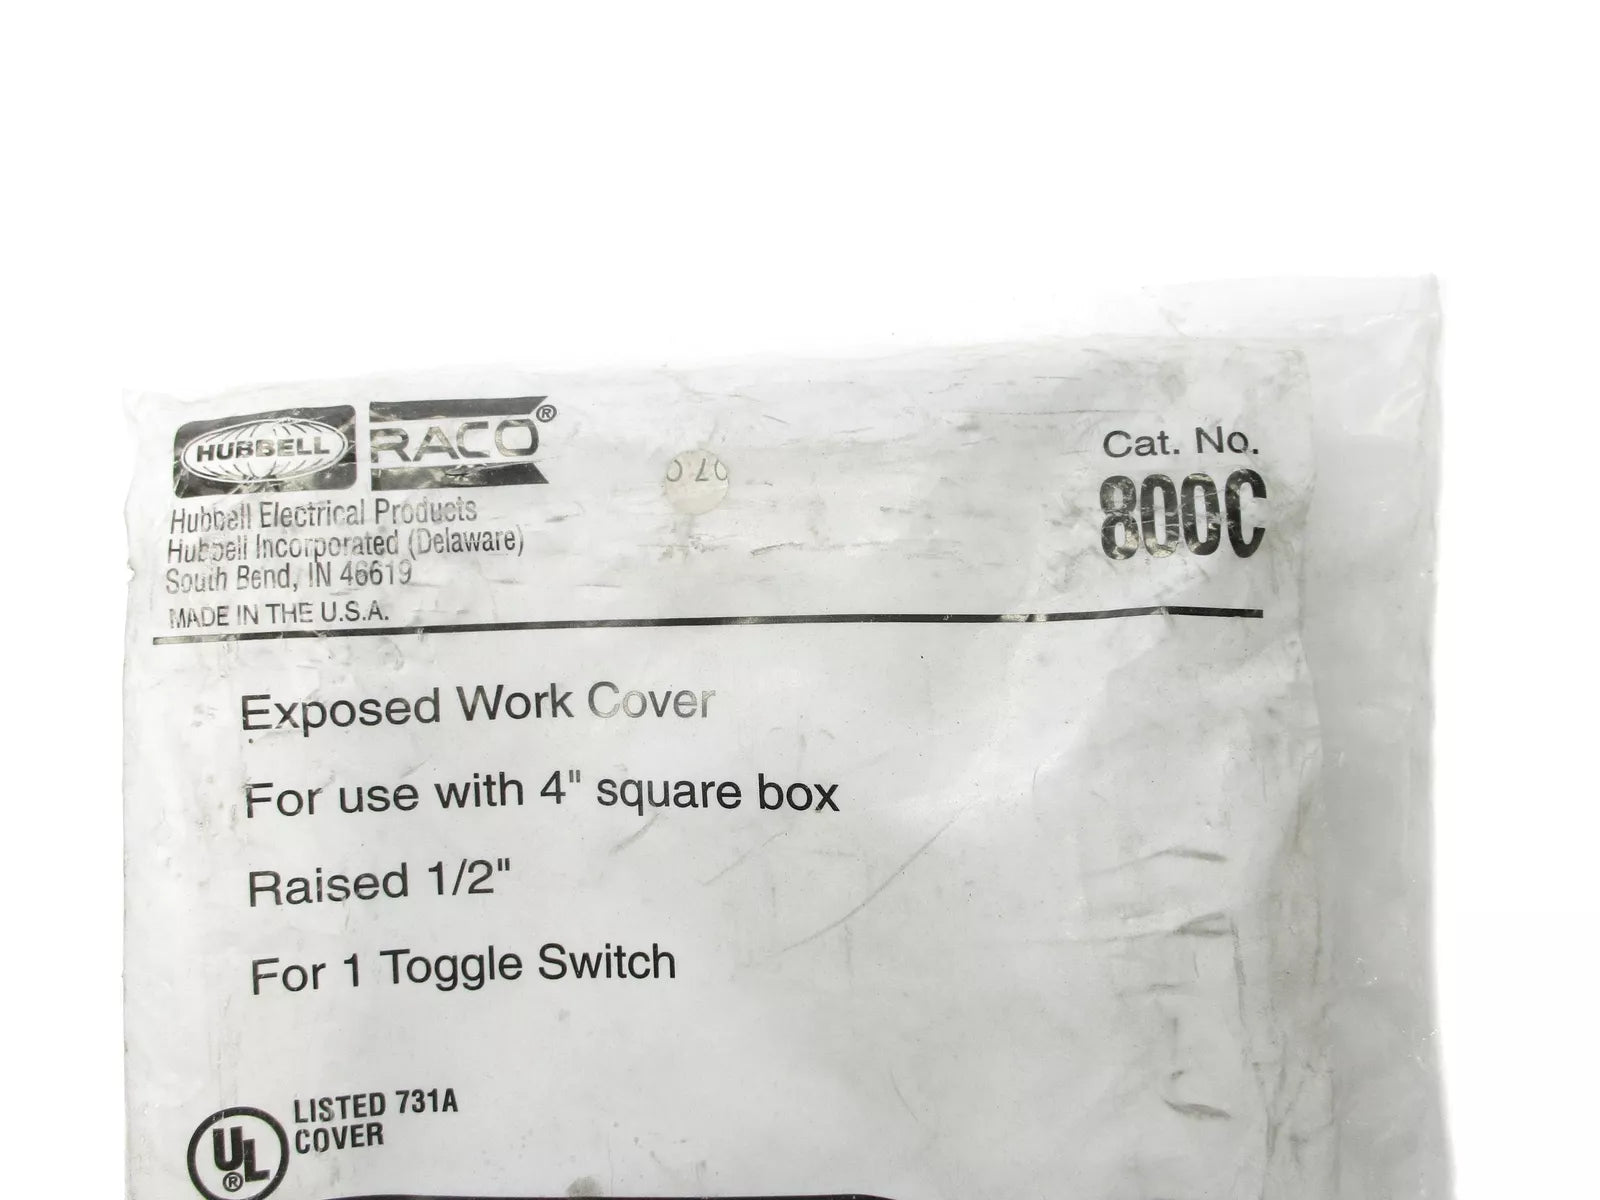 HUBBELL RACO®
Hubbell Electrical Products
Hubbell Incorporated (Delaware)
South Bend, IN 46619
MADE IN THE U.S.A.
Cat. No.
800C
Exposed Work Cover
For use with 4" square box
Raised 1/2"
For 1 Toggle Switch
UL®
LISTED 731A
COVER